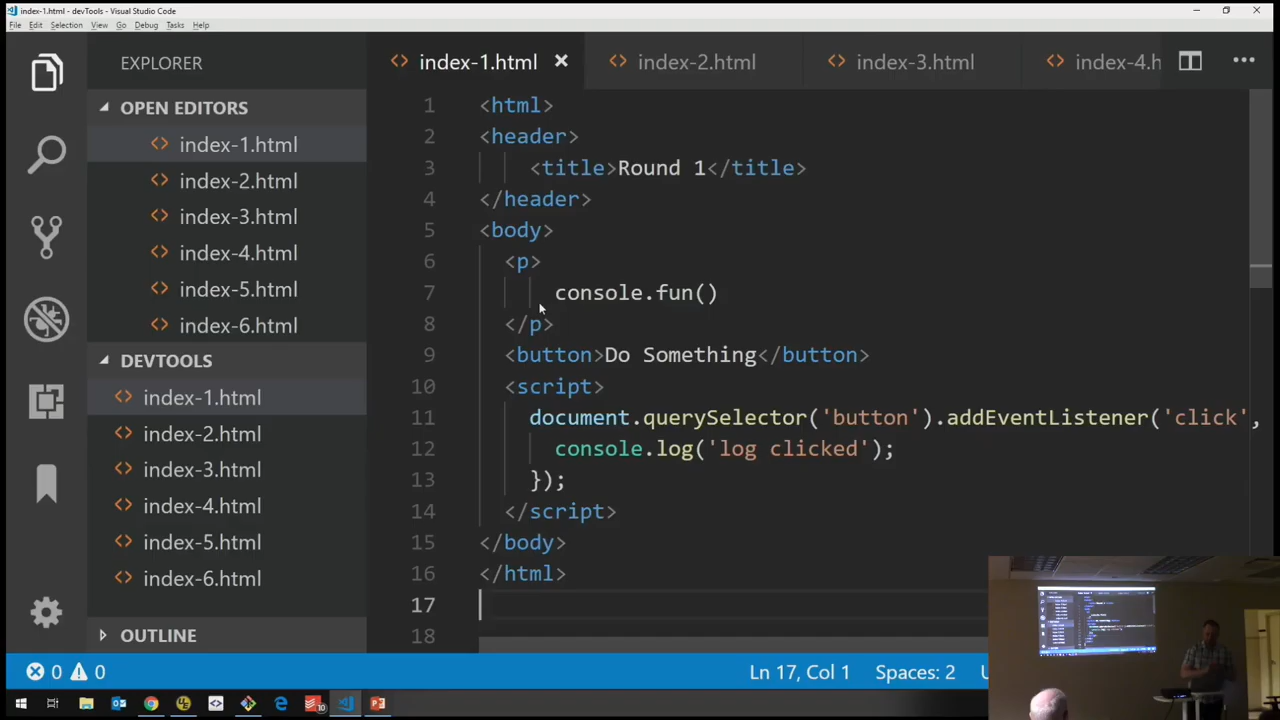 index-1.html - devTools - Visual Studio Code
File Edit Selection View Go Debug Tasks Help
EXPLORER
OPEN EDITORS
index-1.html
index-2.html
index-3.html
index-4.html
index-5.html
index-6.html
DEVTOOLS
index-1.html
index-2.html
index-3.html
index-4.html
index-5.html
index-6.html
OUTLINE
index-1.html index-2.html index-3.html index-4.h
1 <html>
2 <header>
3 <title>Round 1</title>
4 </header>
5 <body>
6 <p>
7 console.fun()
8 </p>
9 <button>Do Something</button>
10 <script>
11 document.querySelector('button').addEventListener('click',
12 console.log('log clicked');
13 });
14 </script>
15 </body>
16 </html>
17
18
0 0 Ln 17, Col 1 Spaces: 2 U
10